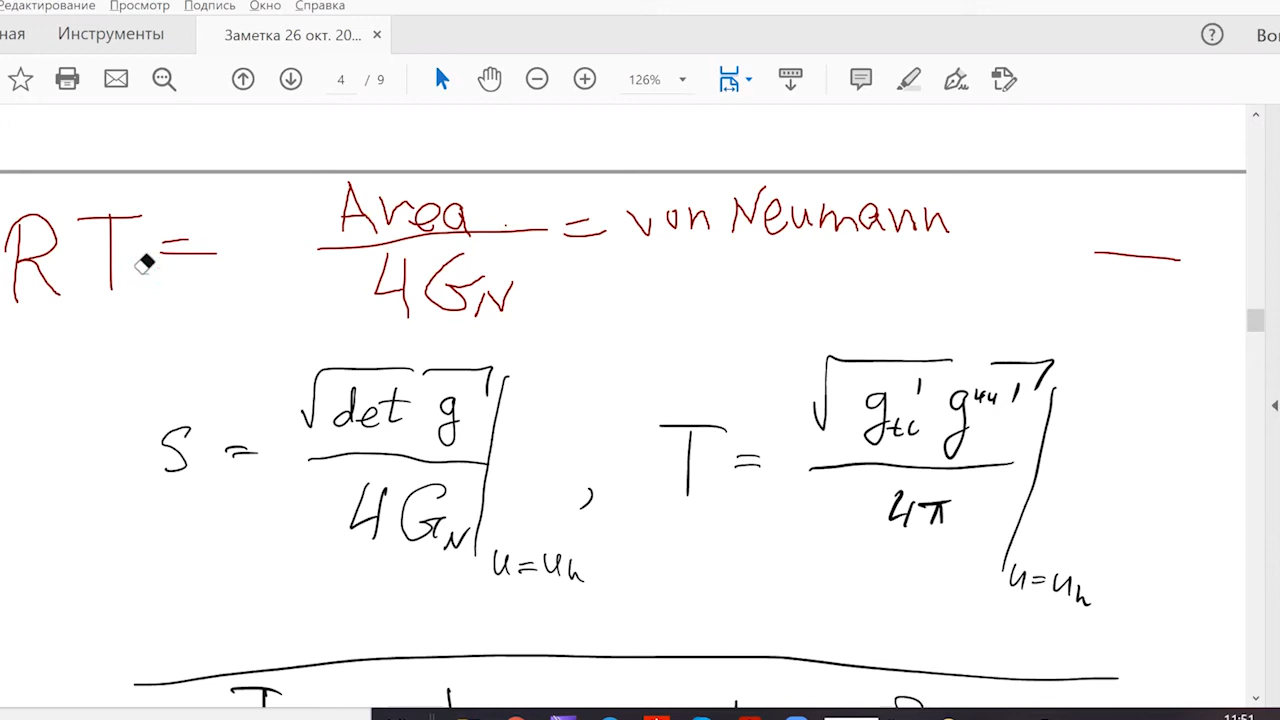 Редактирование Просмотр Подпись Окно Справка
ная Инструменты Заметка 26 окт. 20... ×
4 / 9 126%
RT = Area / 4G_N = von Neumann —
S = √det g / 4G_N |u=u_h , T = √g_tt' g^uu' / 4π |u=u_h
11:51